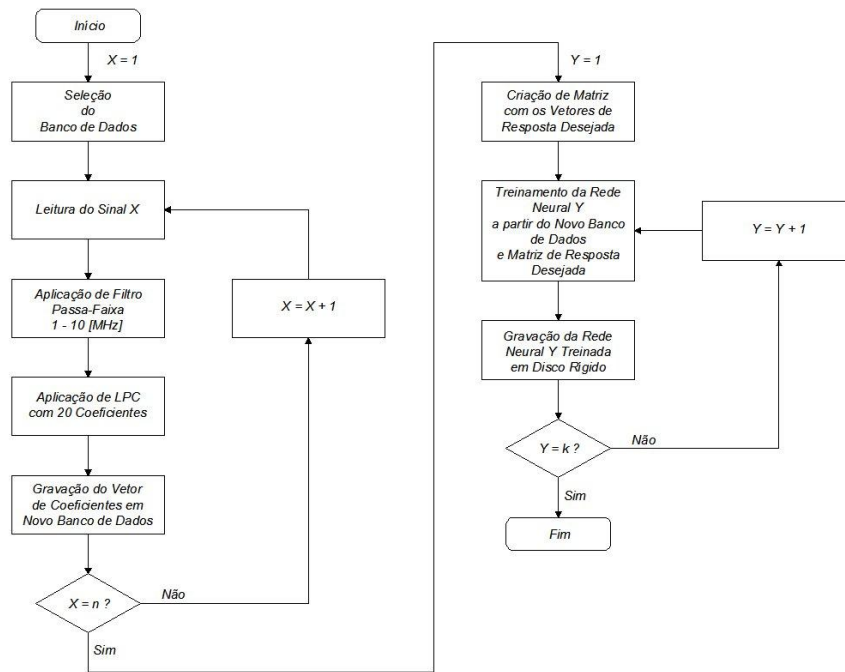 Início
X = 1
Seleção
do
Banco de Dados
Leitura do Sinal X
Aplicação de Filtro
Passa-Faixa
1 - 10 [MHz]
X = X + 1
Aplicação de LPC
com 20 Coeficientes
Gravação do Vetor
de Coeficientes em
Novo Banco de Dados
X = n ?
Não
Sim
Y = 1
Criação de Matriz
com os Vetores de
Resposta Desejada
Treinamento da Rede
Neural Y
a partir do Novo Banco
de Dados
e Matriz de Resposta
Desejada
Y = Y + 1
Gravação da Rede
Neural Y Treinada
em Disco Rígido
Y = k ?
Não
Sim
Fim